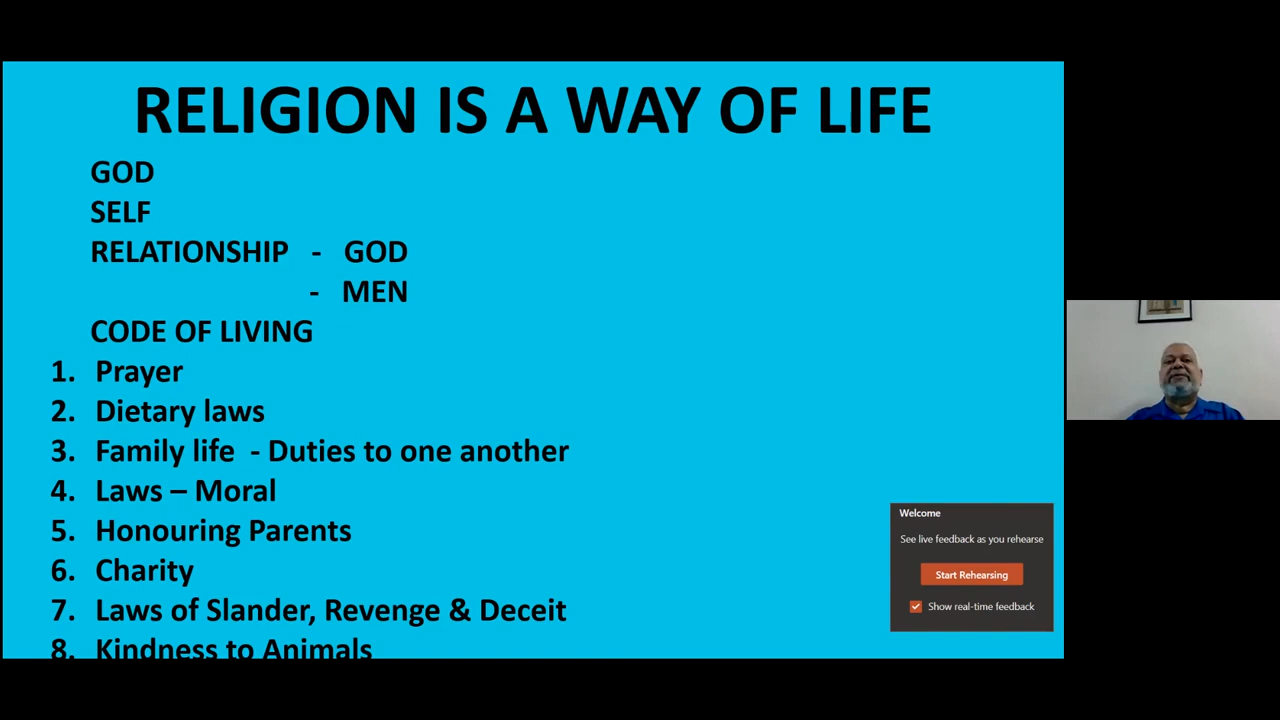 RELIGION IS A WAY OF LIFE
GOD
SELF
RELATIONSHIP - GOD
- MEN
CODE OF LIVING
1. Prayer
2. Dietary laws
3. Family life - Duties to one another
4. Laws – Moral
5. Honouring Parents
6. Charity
7. Laws of Slander, Revenge & Deceit
8. Kindness to Animals
Welcome
See live feedback as you rehearse
Start Rehearsing
Show real-time feedback